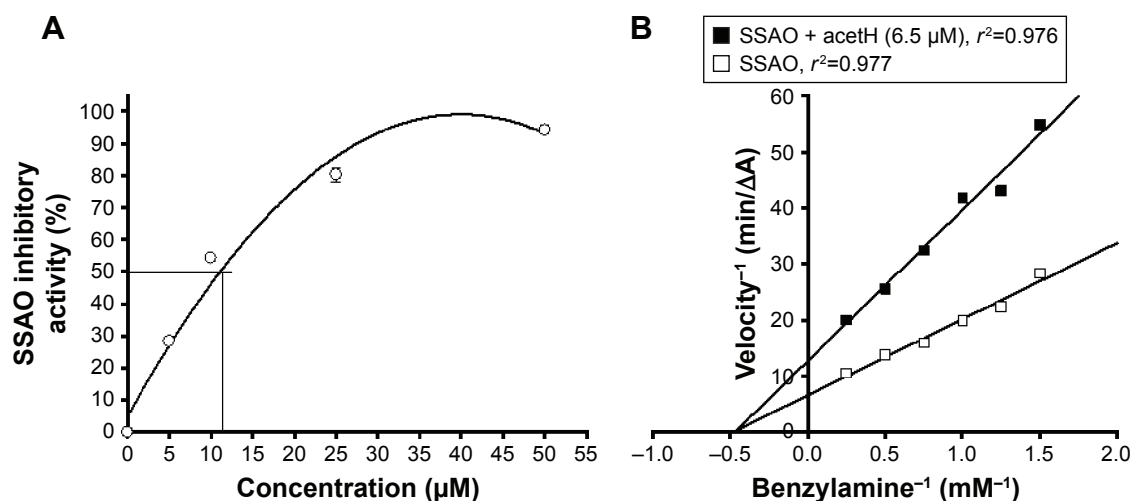 A
SSAO inhibitory
activity (%)
100
90
80
70
60
50
40
30
20
10
0
0 5 10 15 20 25 30 35 40 45 50 55
Concentration (µM)
B
SSAO + acetH (6.5 µM), r²=0.976
SSAO, r²=0.977
Velocity⁻¹ (min/ΔA)
60
50
40
30
20
10
0
–1.0 –0.5 0.0 0.5 1.0 1.5 2.0
Benzylamine⁻¹ (mM⁻¹)